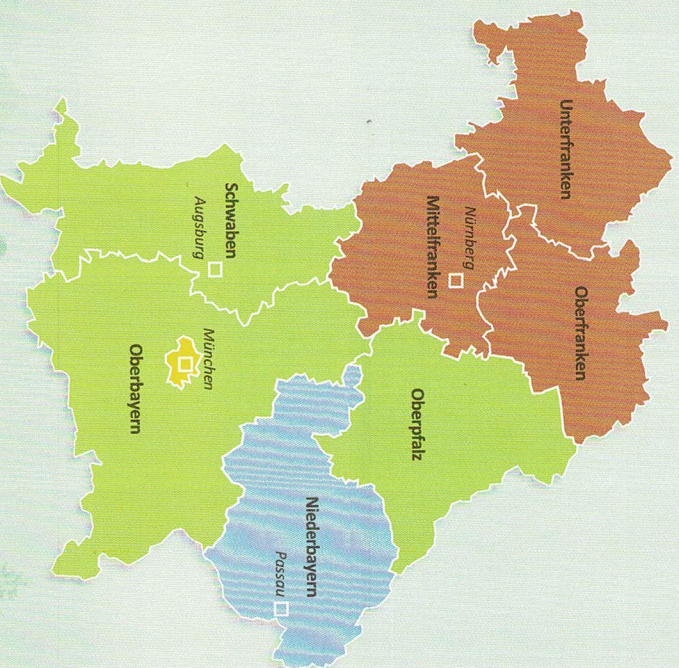 Unterfranken
Oberfranken
Nürnberg
Mittelfranken
Oberpfalz
Schwaben
Augsburg
Niederbayern
Passau
München
Oberbayern